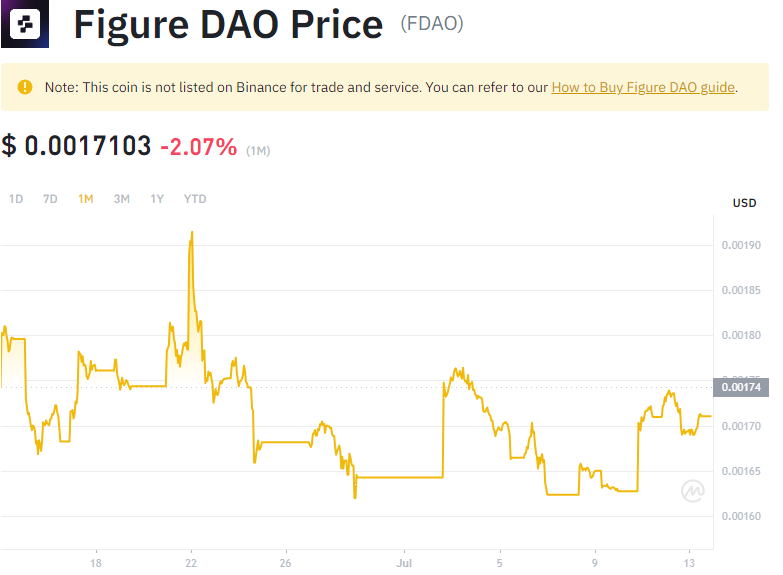 Figure DAO Price (FDAO)
Note: This coin is not listed on Binance for trade and service. You can refer to our How to Buy Figure DAO guide.
$ 0.0017103 -2.07% (1M)
1D 7D 1M 3M 1Y YTD
USD
0.00190
0.00185
0.00180
0.00174
0.00170
0.00165
0.00160
18 22 26 Jul 5 9 13